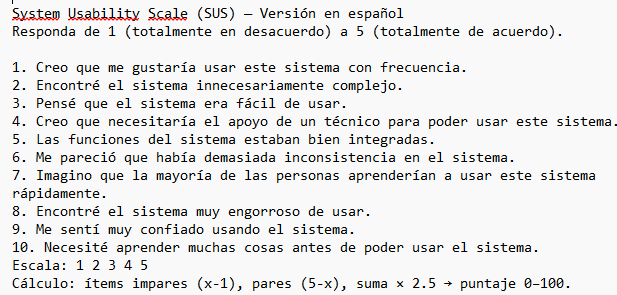 System Usability Scale (SUS) — Versión en español
Responda de 1 (totalmente en desacuerdo) a 5 (totalmente de acuerdo).
1. Creo que me gustaría usar este sistema con frecuencia.
2. Encontré el sistema innecesariamente complejo.
3. Pensé que el sistema era fácil de usar.
4. Creo que necesitaría el apoyo de un técnico para poder usar este sistema.
5. Las funciones del sistema estaban bien integradas.
6. Me pareció que había demasiada inconsistencia en el sistema.
7. Imagino que la mayoría de las personas aprenderían a usar este sistema
rápidamente.
8. Encontré el sistema muy engorroso de usar.
9. Me sentí muy confiado usando el sistema.
10. Necesité aprender muchas cosas antes de poder usar el sistema.
Escala: 1 2 3 4 5
Cálculo: ítems impares (x-1), pares (5-x), suma × 2.5 → puntaje 0–100.